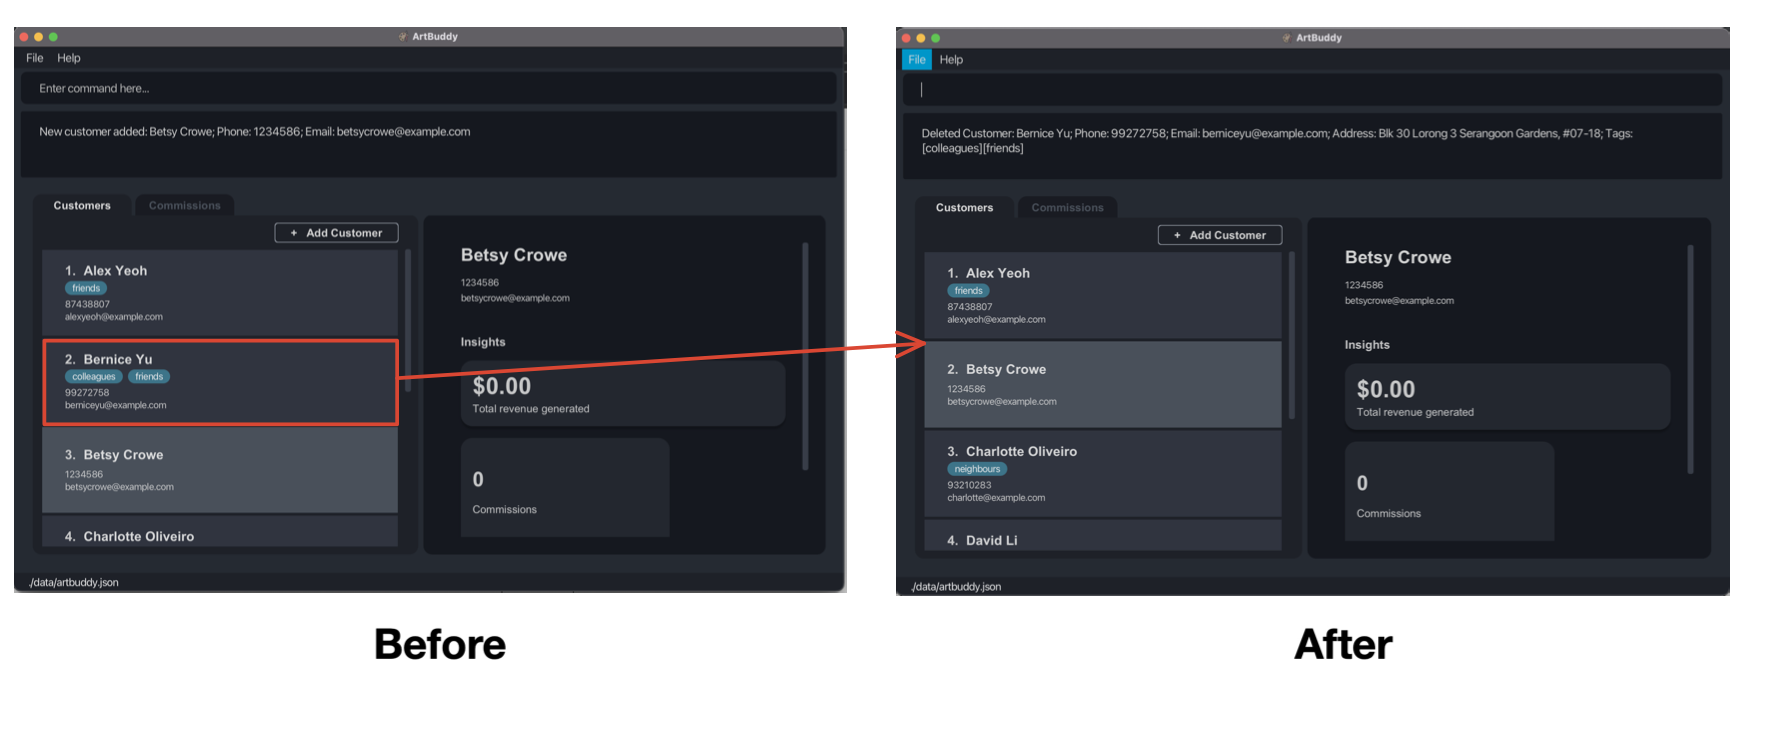 ArtBuddy
File Help
Enter command here...
New customer added: Betsy Crowe; Phone: 1234586; Email: betsycrowe@example.com
Customers Commissions
+ Add Customer
1. Alex Yeoh
friends
87438807
alexyeoh@example.com
2. Bernice Yu
colleagues friends
99272758
berniceyu@example.com
3. Betsy Crowe
1234586
betsycrowe@example.com
4. Charlotte Oliveiro
Betsy Crowe
1234586
betsycrowe@example.com
Insights
$0.00
Total revenue generated
0
Commissions
./data/artbuddy.json
Before
ArtBuddy
File Help
Deleted Customer: Bernice Yu; Phone: 99272758; Email: berniceyu@example.com; Address: Blk 30 Lorong 3 Serangoon Gardens, #07-18; Tags:
[colleagues][friends]
Customers Commissions
+ Add Customer
1. Alex Yeoh
friends
87438807
alexyeoh@example.com
2. Betsy Crowe
1234586
betsycrowe@example.com
3. Charlotte Oliveiro
neighbours
93210283
charlotte@example.com
4. David Li
Betsy Crowe
1234586
betsycrowe@example.com
Insights
$0.00
Total revenue generated
0
Commissions
./data/artbuddy.json
After